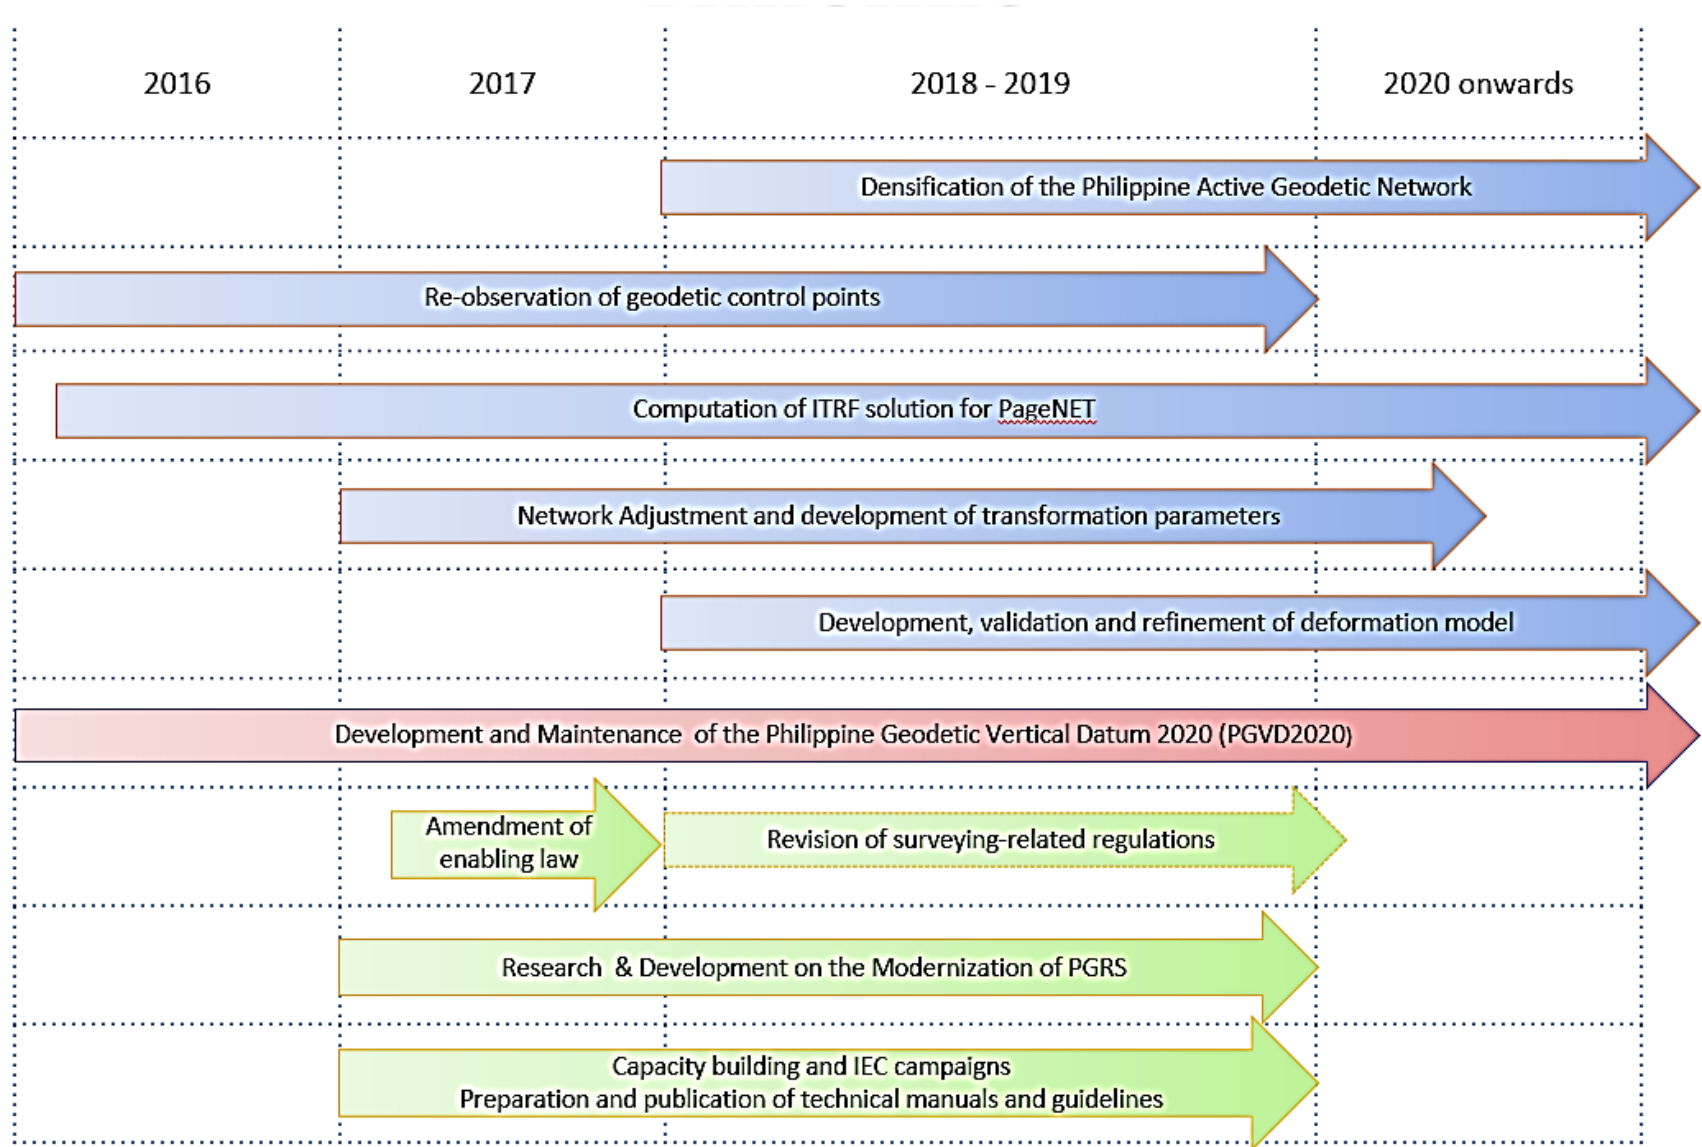 2016
2017
2018 - 2019
2020 onwards
Densification of the Philippine Active Geodetic Network
Re-observation of geodetic control points
Computation of ITRF solution for PageNET
Network Adjustment and development of transformation parameters
Development, validation and refinement of deformation model
Development and Maintenance of the Philippine Geodetic Vertical Datum 2020 (PGVD2020)
Amendment of
enabling law
Revision of surveying-related regulations
Research & Development on the Modernization of PGRS
Capacity building and IEC campaigns
Preparation and publication of technical manuals and guidelines